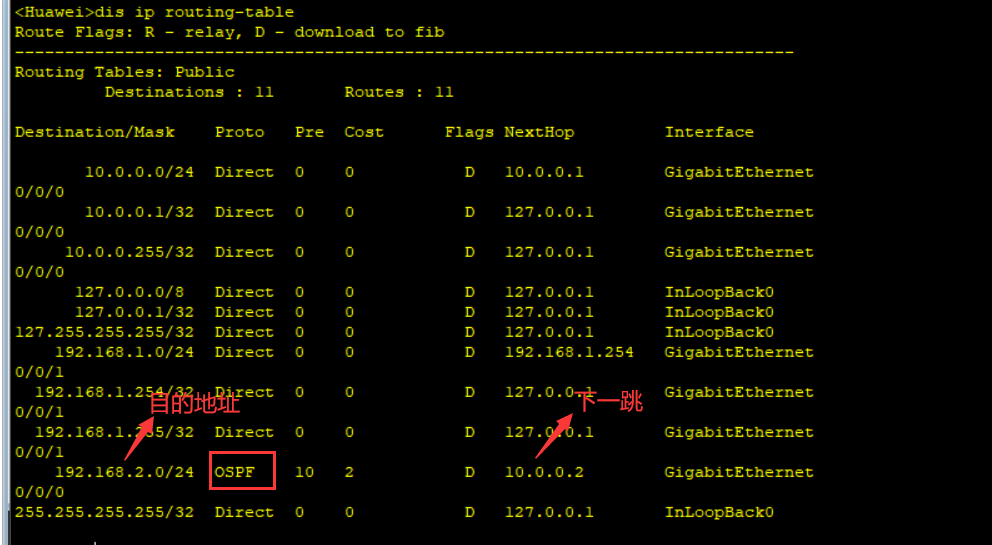 <Huawei>dis ip routing-table
Route Flags: R - relay, D - download to fib
------------------------------------------------------------------------------
Routing Tables: Public
Destinations : 11       Routes : 11
Destination/Mask    Proto   Pre  Cost      Flags NextHop         Interface
10.0.0.0/24  Direct  0    0           D   10.0.0.1        GigabitEthernet
0/0/0
10.0.0.1/32  Direct  0    0           D   127.0.0.1       GigabitEthernet
0/0/0
10.0.0.255/32  Direct  0    0           D   127.0.0.1       GigabitEthernet
0/0/0
127.0.0.0/8   Direct  0    0           D   127.0.0.1       InLoopBack0
127.0.0.1/32  Direct  0    0           D   127.0.0.1       InLoopBack0
127.255.255.255/32  Direct  0    0           D   127.0.0.1       InLoopBack0
192.168.1.0/24  Direct  0    0           D   192.168.1.254   GigabitEthernet
0/0/1
192.168.1.254/32  Direct  0    0           D   127.0.0.1       GigabitEthernet
目的地址 下一跳
0/0/1
192.168.1.255/32  Direct  0    0           D   127.0.0.1       GigabitEthernet
0/0/1
192.168.2.0/24  OSPF    10   2           D   10.0.0.2        GigabitEthernet
0/0/0
255.255.255.255/32  Direct  0    0           D   127.0.0.1       InLoopBack0